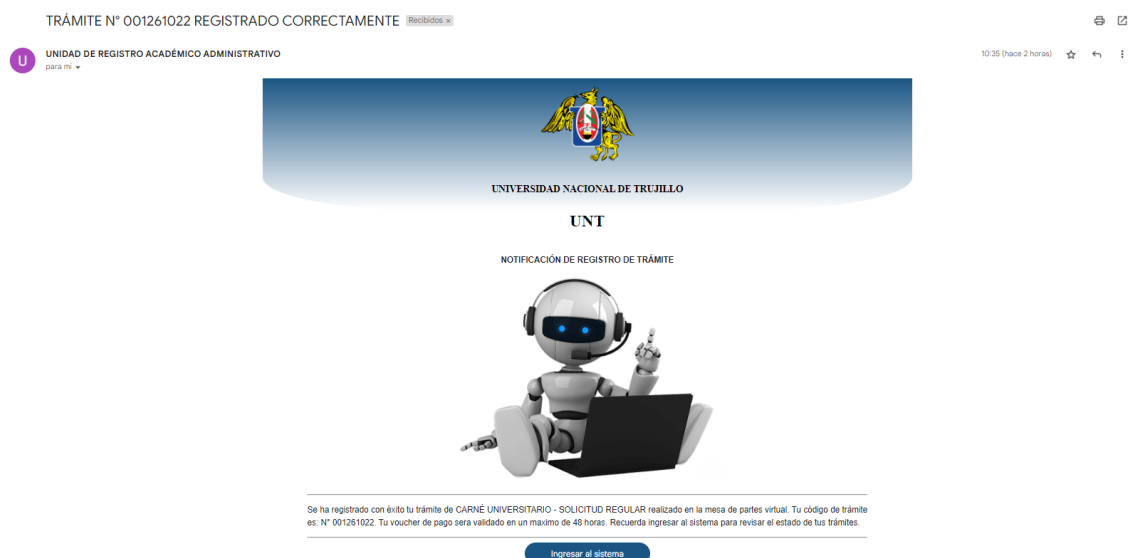 TRÁMITE N° 001261022 REGISTRADO CORRECTAMENTE Recibidos ×
U
UNIDAD DE REGISTRO ACADÉMICO ADMINISTRATIVO 10:35 (hace 2 horas)
para mí
UNIVERSIDAD NACIONAL DE TRUJILLO
UNT
NOTIFICACIÓN DE REGISTRO DE TRÁMITE
Se ha registrado con éxito tu trámite de CARNÉ UNIVERSITARIO - SOLICITUD REGULAR realizado en la mesa de partes virtual. Tu código de trámite
es: N° 001261022. Tu voucher de pago sera validado en un maximo de 48 horas. Recuerda ingresar al sistema para revisar el estado de tus trámites.
Ingresar al sistema